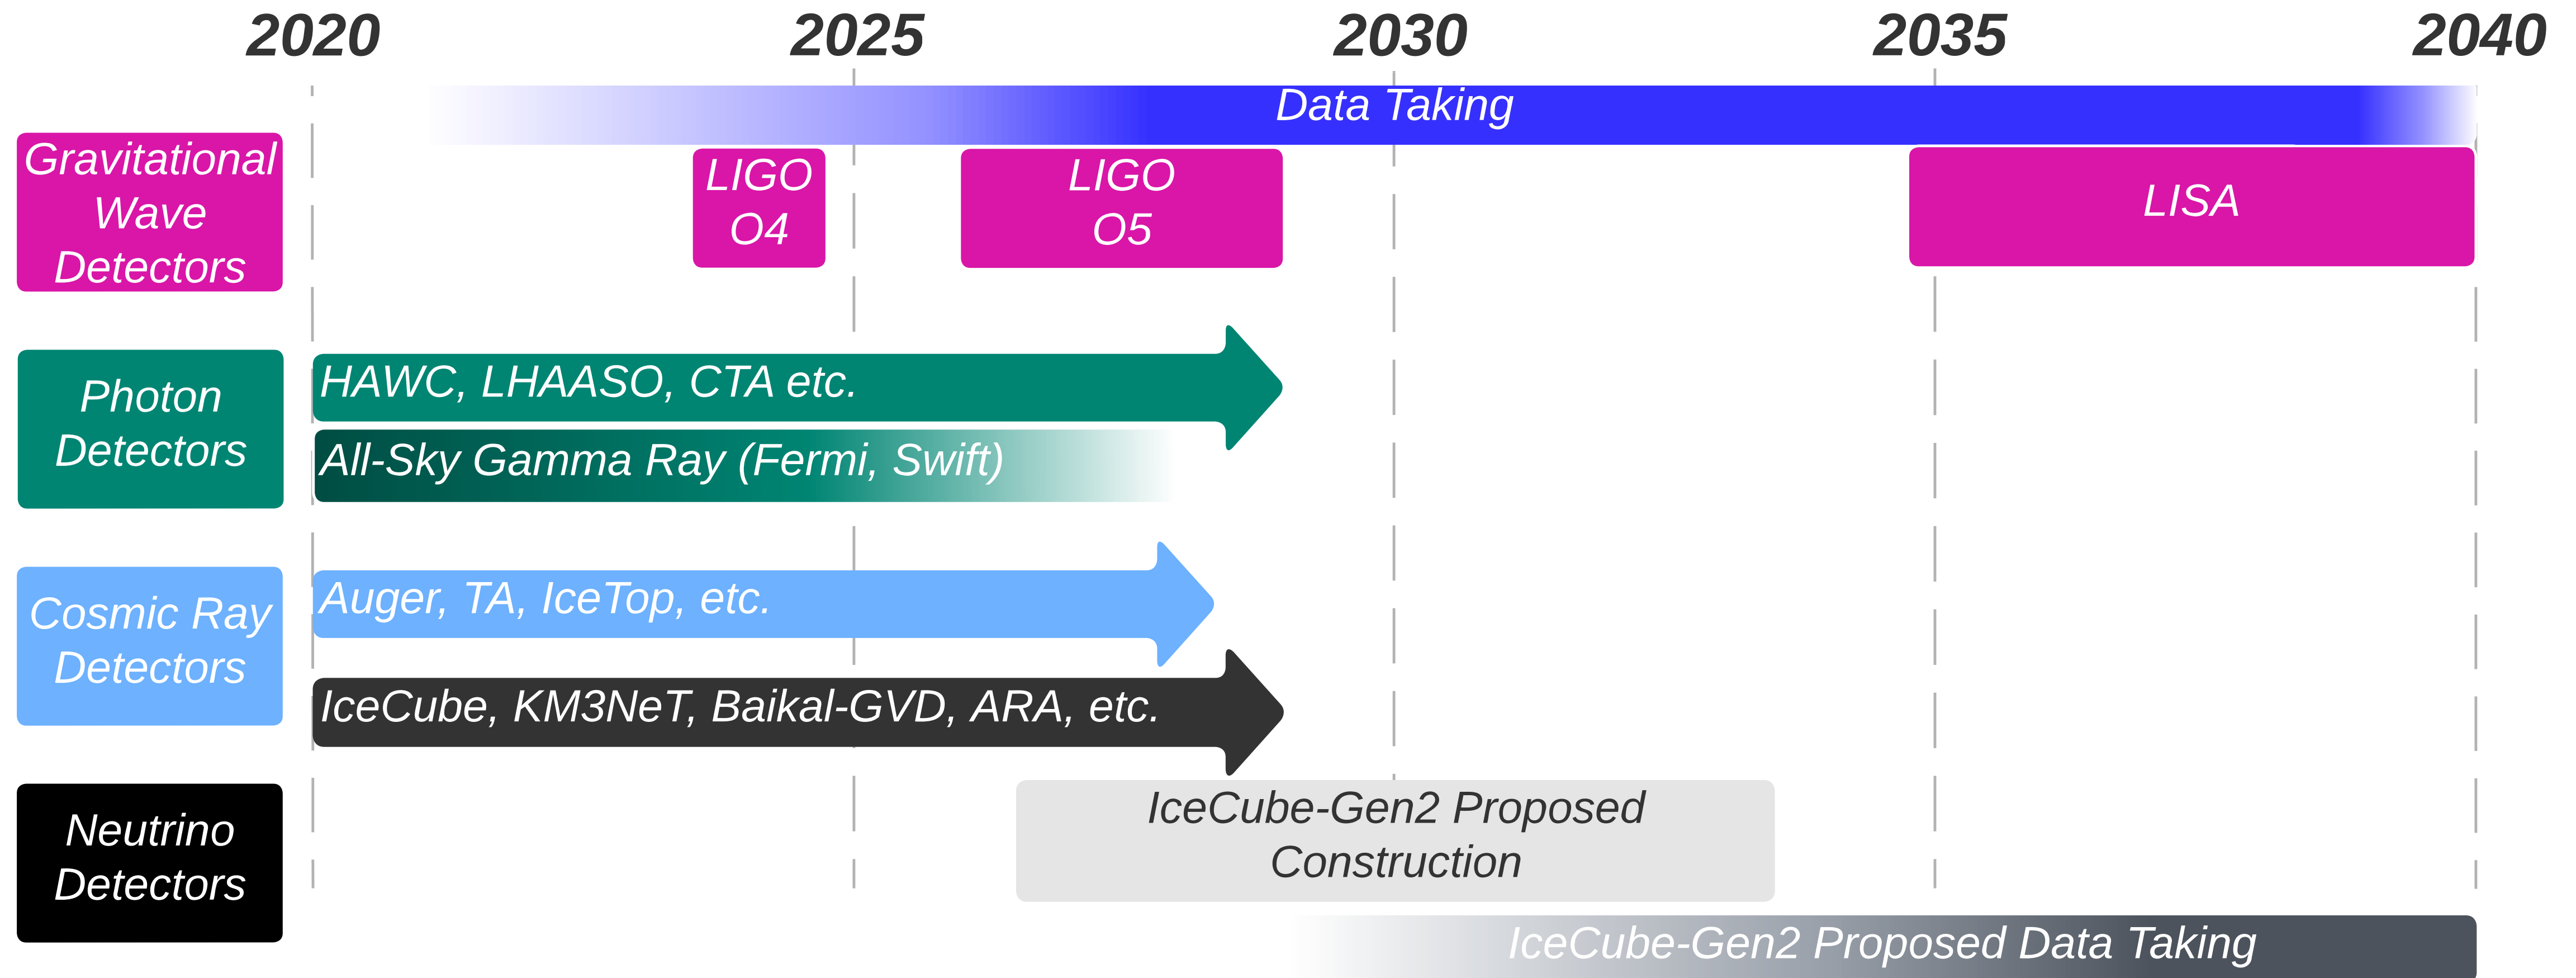 2020 2025 2030 2035 2040
Data Taking
Gravitational
Wave
Detectors
LIGO
O4
LIGO
O5
LISA
Photon
Detectors
HAWC, LHAASO, CTA etc.
All-Sky Gamma Ray (Fermi, Swift)
Cosmic Ray
Detectors
Auger, TA, IceTop, etc.
IceCube, KM3NeT, Baikal-GVD, ARA, etc.
Neutrino
Detectors
IceCube-Gen2 Proposed
Construction
IceCube-Gen2 Proposed Data Taking